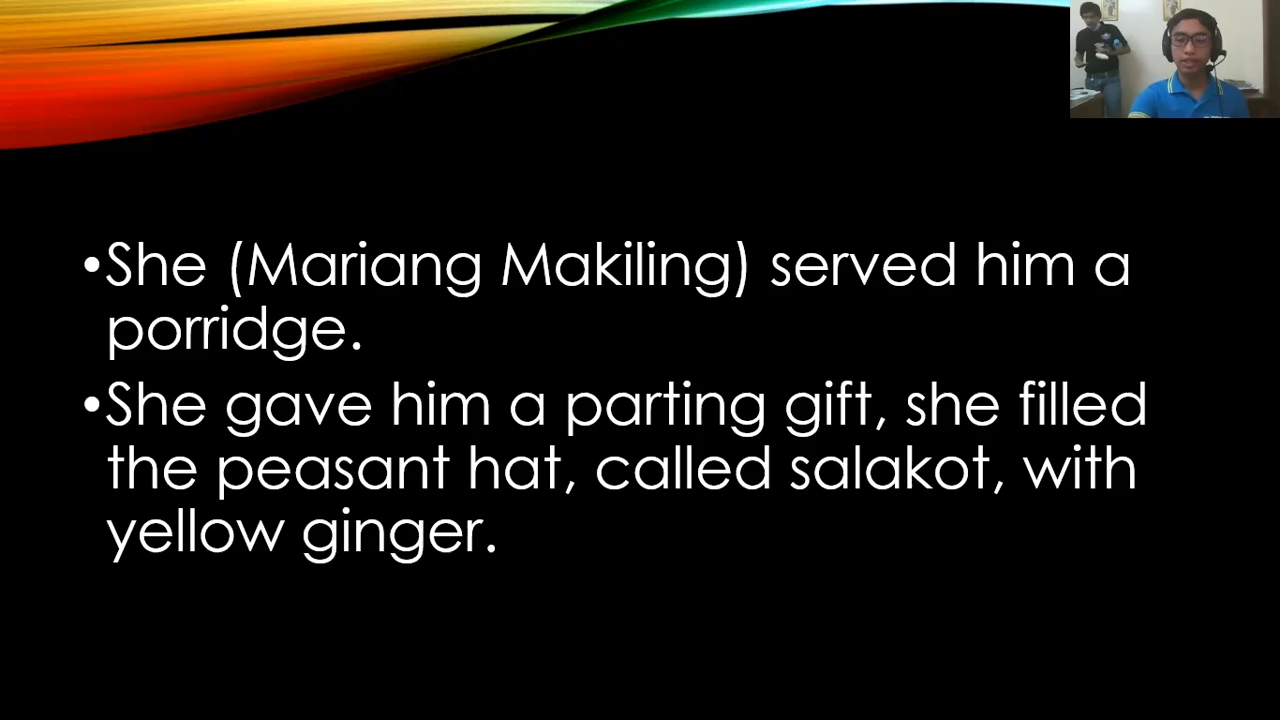 •She (Mariang Makiling) served him a
porridge.
•She gave him a parting gift, she filled
the peasant hat, called salakot, with
yellow ginger.